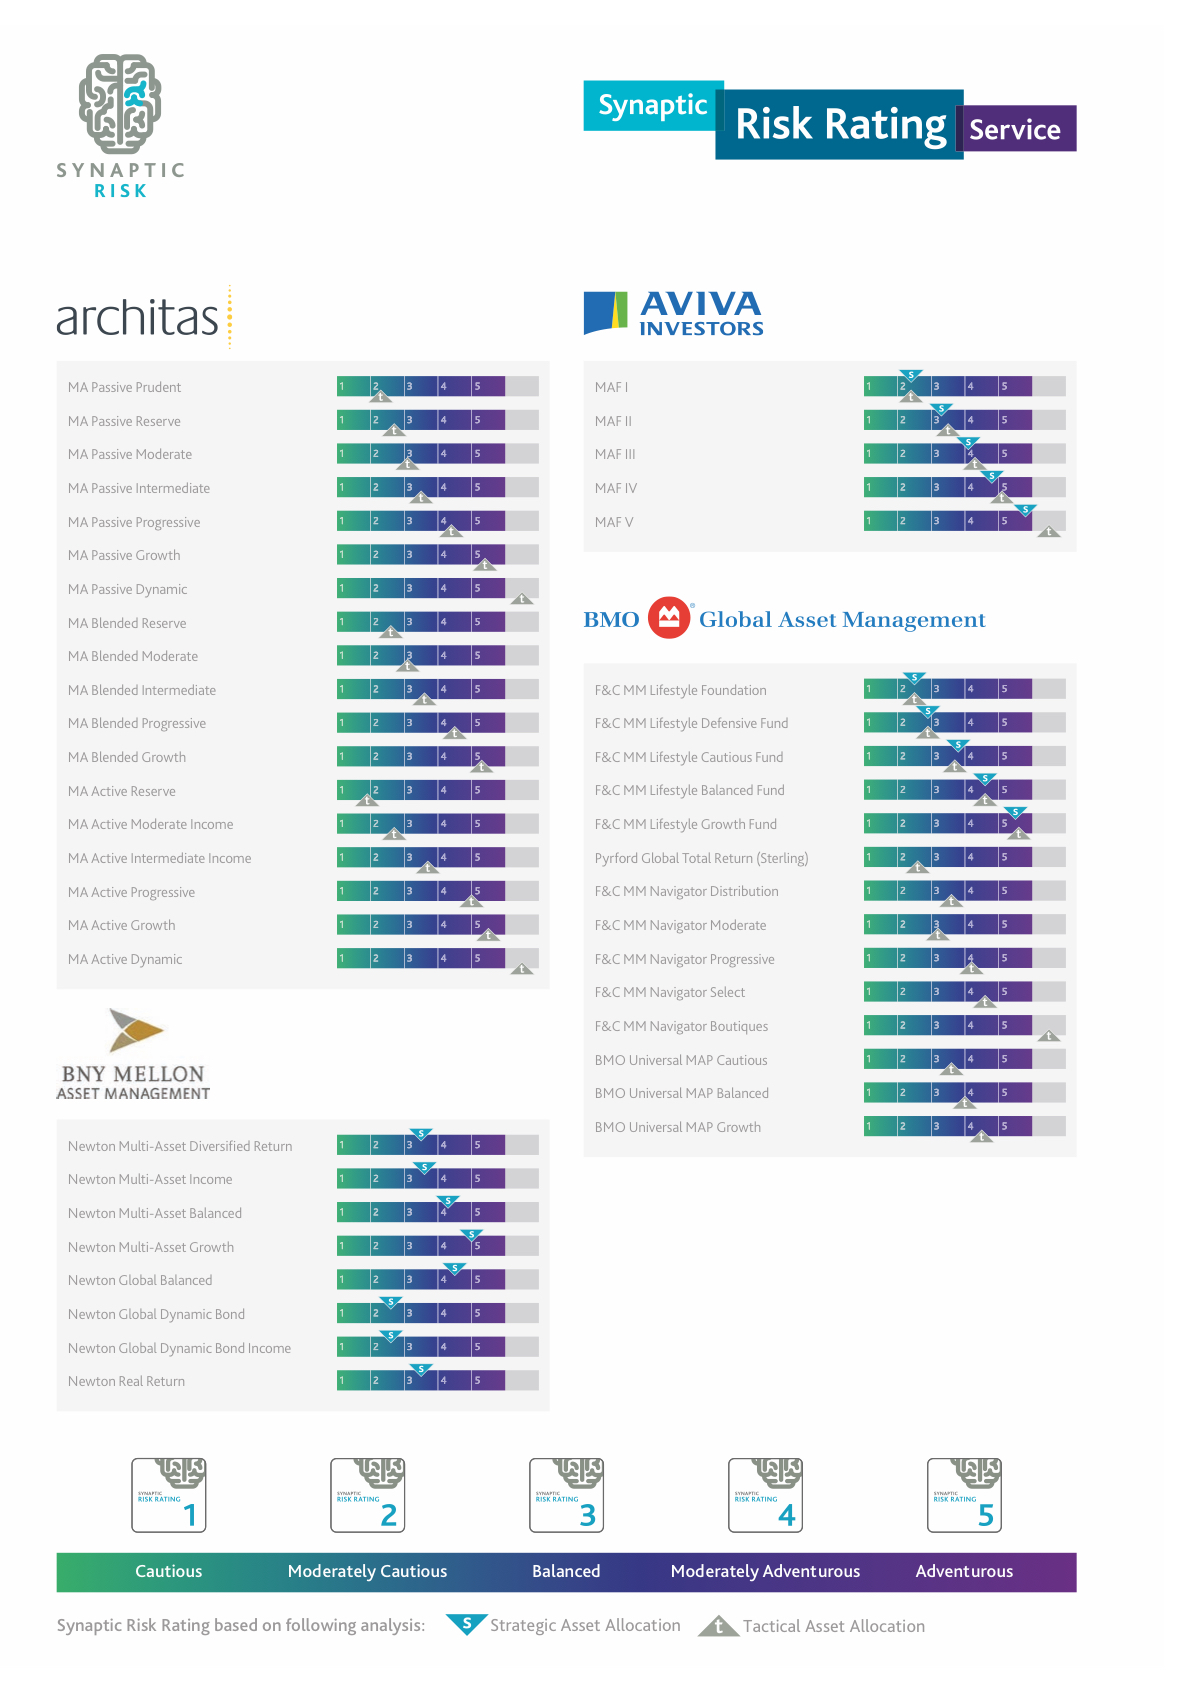 SYNAPTIC
RISK
Synaptic
Risk Rating
Service
architas
MA Passive Prudent 1 2 3 4 5 t
MA Passive Reserve 1 2 3 4 5 t
MA Passive Moderate 1 2 3 4 5 t
MA Passive Intermediate 1 2 3 4 5 t
MA Passive Progressive 1 2 3 4 5 t
MA Passive Growth 1 2 3 4 5 t
MA Passive Dynamic 1 2 3 4 5 t
MA Blended Reserve 1 2 3 4 5 t
MA Blended Moderate 1 2 3 4 5 t
MA Blended Intermediate 1 2 3 4 5 t
MA Blended Progressive 1 2 3 4 5 t
MA Blended Growth 1 2 3 4 5 t
MA Active Reserve 1 2 3 4 5 t
MA Active Moderate Income 1 2 3 4 5 t
MA Active Intermediate Income 1 2 3 4 5 t
MA Active Progressive 1 2 3 4 5 t
MA Active Growth 1 2 3 4 5 t
MA Active Dynamic 1 2 3 4 5 t
BNY MELLON
ASSET MANAGEMENT
Newton Multi-Asset Diversified Return 1 2 3 4 5 s
Newton Multi-Asset Income 1 2 3 4 5 s
Newton Multi-Asset Balanced 1 2 3 4 5 s
Newton Multi-Asset Growth 1 2 3 4 5 s
Newton Global Balanced 1 2 3 4 5 s
Newton Global Dynamic Bond 1 2 3 4 5 s
Newton Global Dynamic Bond Income 1 2 3 4 5 s
Newton Real Return 1 2 3 4 5 s
AVIVA
INVESTORS
MAF I 1 2 3 4 5 s t
MAF II 1 2 3 4 5 s t
MAF III 1 2 3 4 5 s t
MAF IV 1 2 3 4 5 s t
MAF V 1 2 3 4 5 s t
BMO ® Global Asset Management
F&C MM Lifestyle Foundation 1 2 3 4 5 s t
F&C MM Lifestyle Defensive Fund 1 2 3 4 5 s t
F&C MM Lifestyle Cautious Fund 1 2 3 4 5 s t
F&C MM Lifestyle Balanced Fund 1 2 3 4 5 s t
F&C MM Lifestyle Growth Fund 1 2 3 4 5 s t
Pyrford Global Total Return (Sterling) 1 2 3 4 5 t
F&C MM Navigator Distribution 1 2 3 4 5 t
F&C MM Navigator Moderate 1 2 3 4 5 t
F&C MM Navigator Progressive 1 2 3 4 5 t
F&C MM Navigator Select 1 2 3 4 5 t
F&C MM Navigator Boutiques 1 2 3 4 5 t
BMO Universal MAP Cautious 1 2 3 4 5 t
BMO Universal MAP Balanced 1 2 3 4 5 t
BMO Universal MAP Growth 1 2 3 4 5 t
SYNAPTIC
RISK RATING
1
SYNAPTIC
RISK RATING
2
SYNAPTIC
RISK RATING
3
SYNAPTIC
RISK RATING
4
SYNAPTIC
RISK RATING
5
Cautious Moderately Cautious Balanced Moderately Adventurous Adventurous
Synaptic Risk Rating based on following analysis: s Strategic Asset Allocation t Tactical Asset Allocation